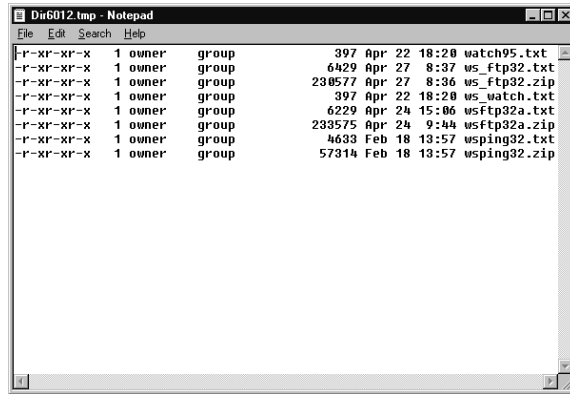 Dir6012.tmp - Notepad
File Edit Search Help
-r-xr-xr-x 1 owner group 397 Apr 22 18:20 watch95.txt
-r-xr-xr-x 1 owner group 6429 Apr 27 8:37 ws_ftp32.txt
-r-xr-xr-x 1 owner group 230577 Apr 27 8:36 ws_ftp32.zip
-r-xr-xr-x 1 owner group 397 Apr 22 18:20 ws_watch.txt
-r-xr-xr-x 1 owner group 6229 Apr 24 15:06 wsftp32a.txt
-r-xr-xr-x 1 owner group 233575 Apr 24 9:44 wsftp32a.zip
-r-xr-xr-x 1 owner group 4633 Feb 18 13:57 wsping32.txt
-r-xr-xr-x 1 owner group 57314 Feb 18 13:57 wsping32.zip